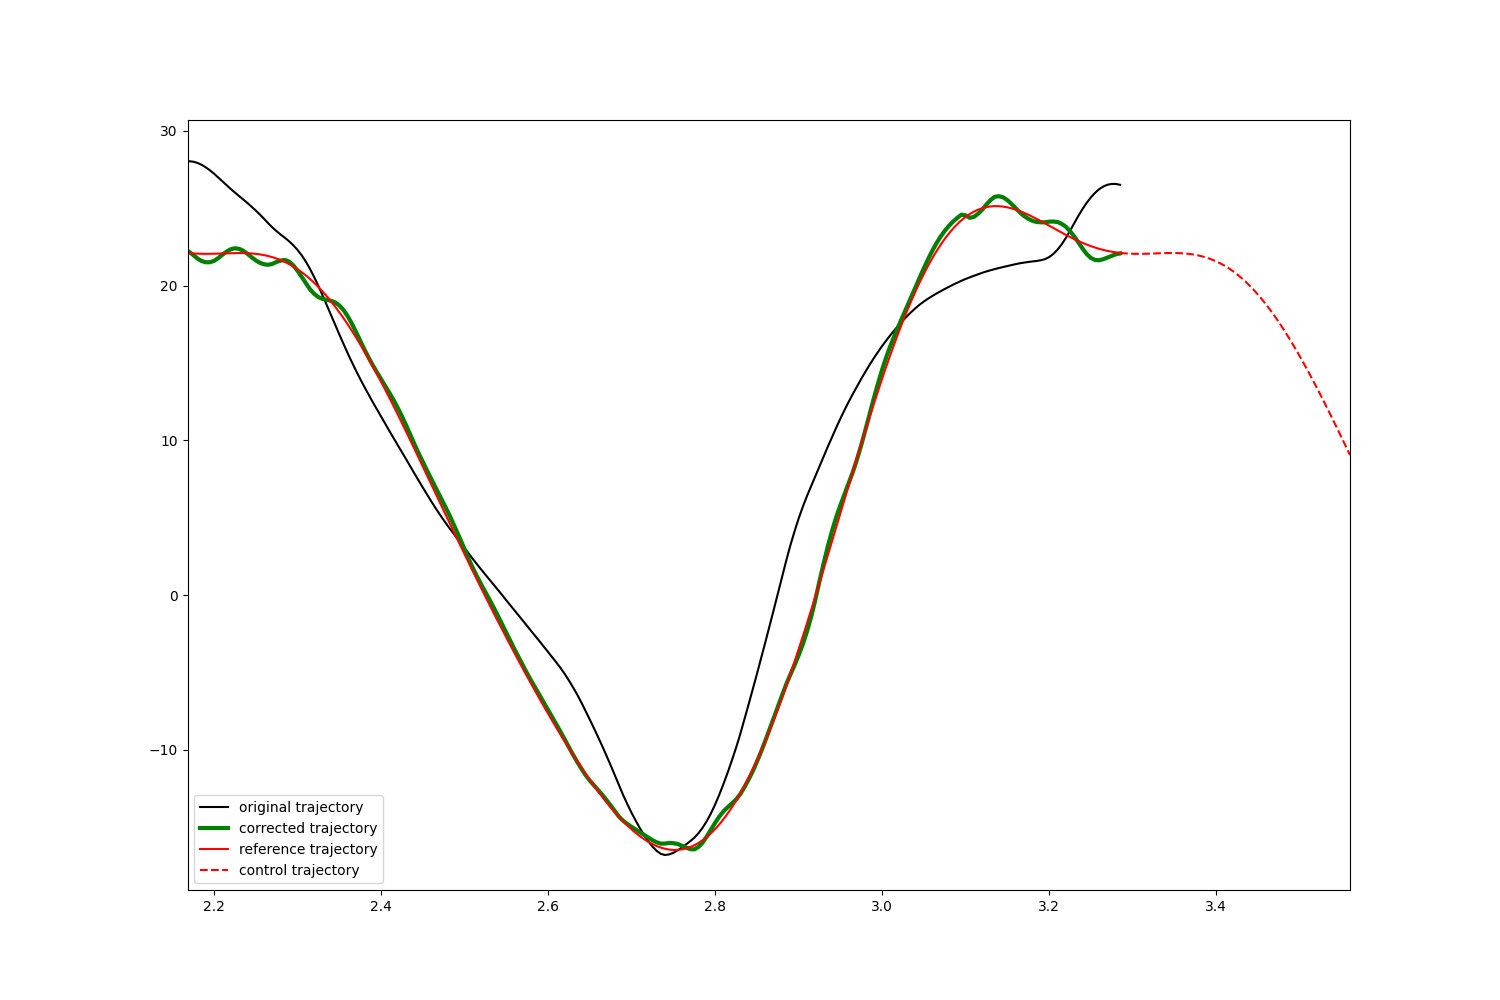 30
20
10
0
−10
original trajectory
corrected trajectory
reference trajectory
control trajectory
2.2 2.4 2.6 2.8 3.0 3.2 3.4